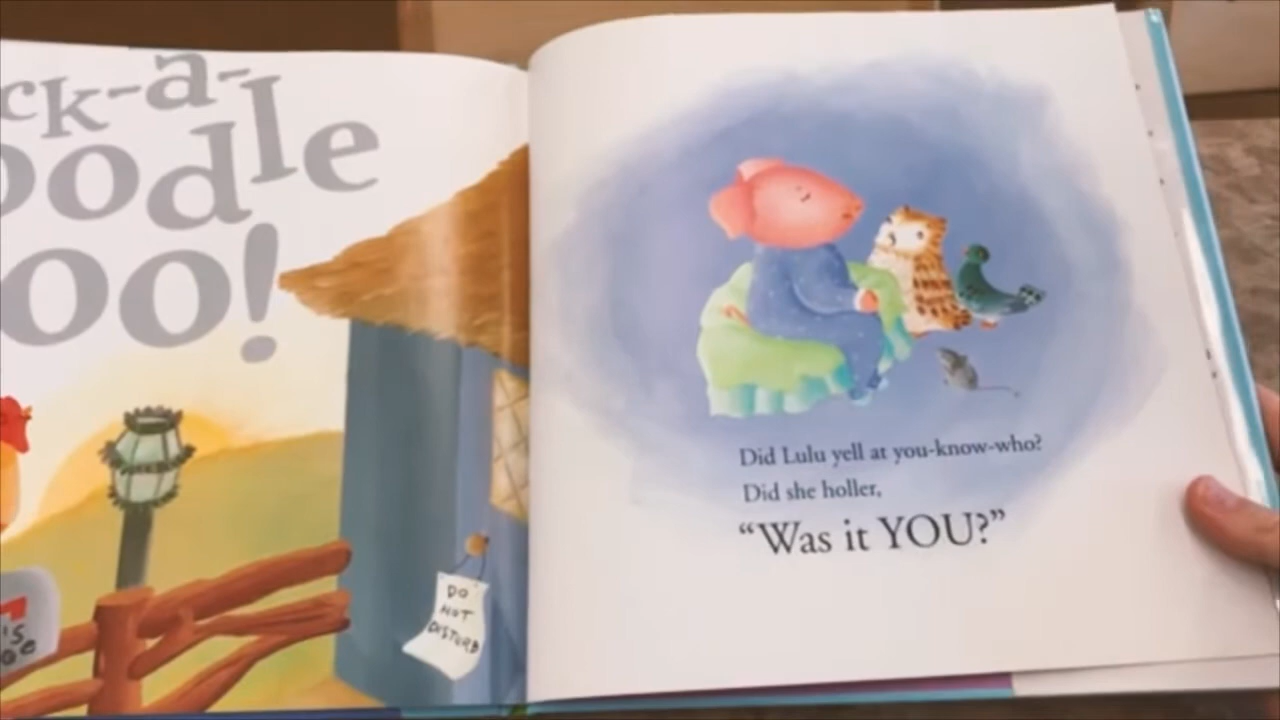 ck-a-
oodle
oo!
DO
NOT
DISTURB
Did Lulu yell at you-know-who?
Did she holler,
“Was it YOU?”